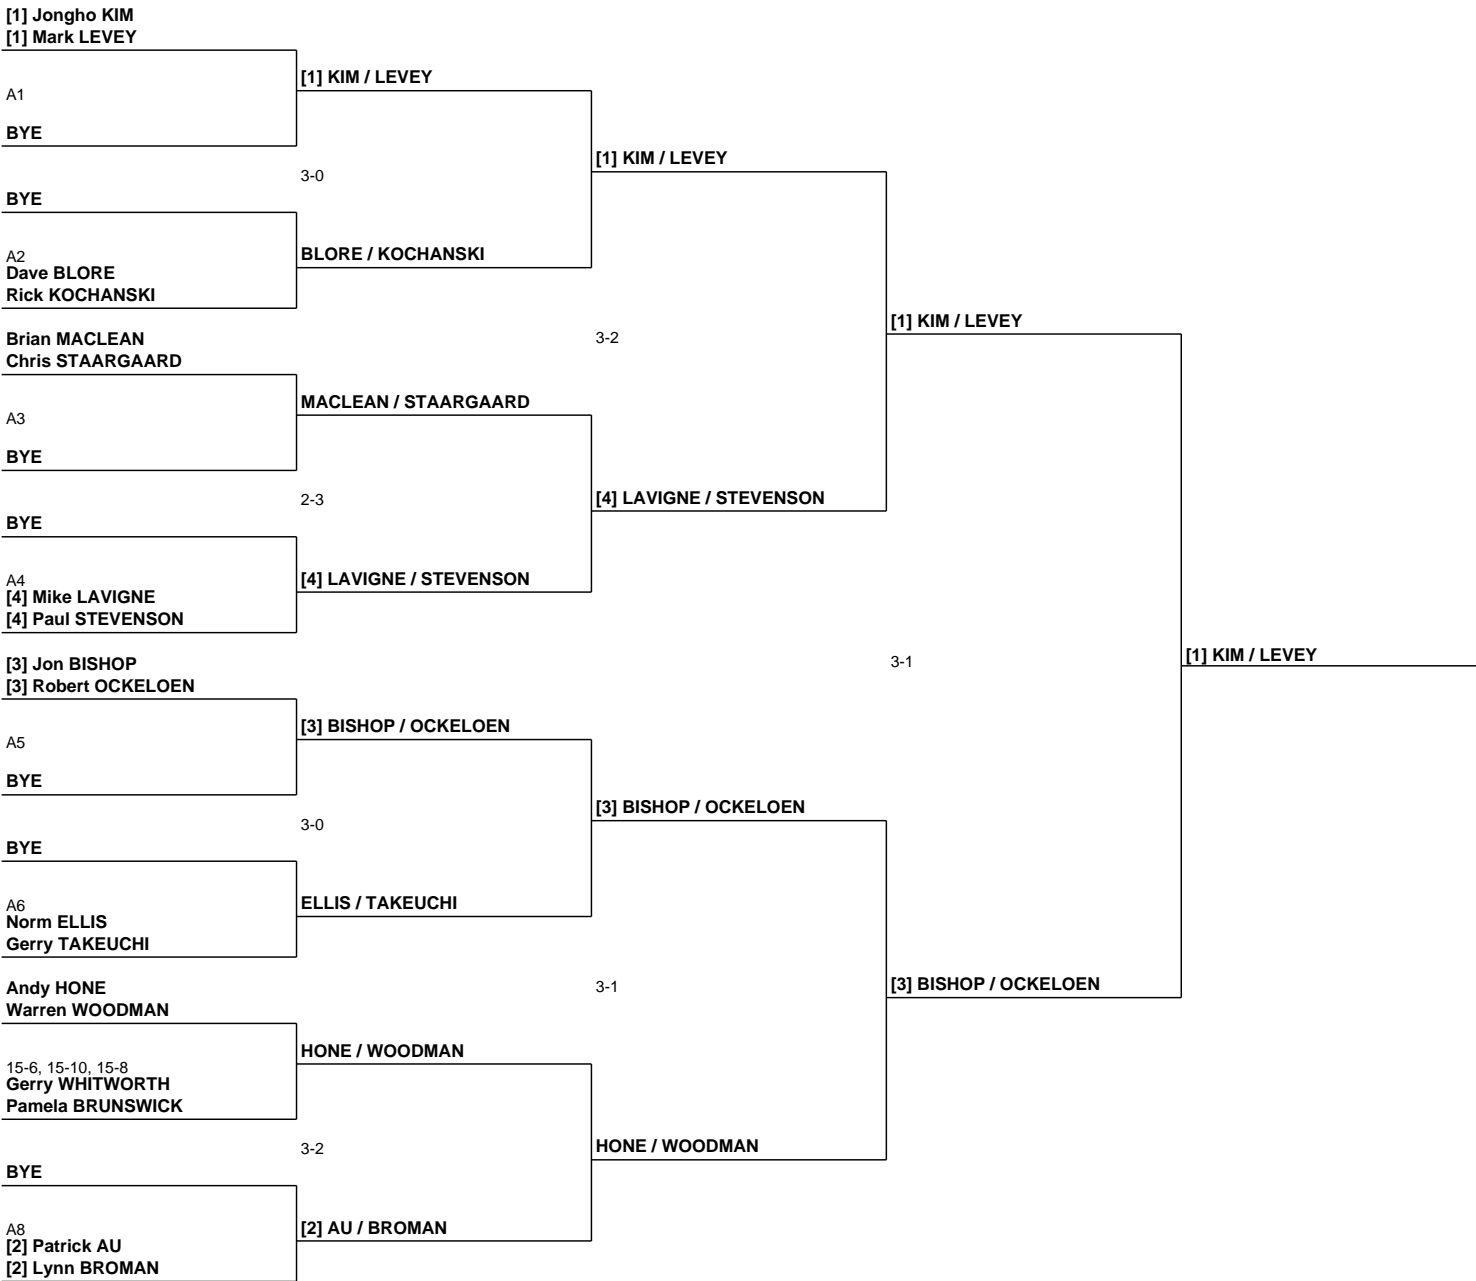 [1] Jongho KIM
[1] Mark LEVEY
[1] KIM / LEVEY
A1
BYE
[1] KIM / LEVEY
3-0
BYE
A2
BLORE / KOCHANSKI
Dave BLORE
Rick KOCHANSKI
[1] KIM / LEVEY
Brian MACLEAN
3-2
Chris STAARGAARD
MACLEAN / STAARGAARD
A3
BYE
2-3
[4] LAVIGNE / STEVENSON
BYE
A4
[4] LAVIGNE / STEVENSON
[4] Mike LAVIGNE
[4] Paul STEVENSON
[3] Jon BISHOP
3-1
[1] KIM / LEVEY
[3] Robert OCKELOEN
[3] BISHOP / OCKELOEN
A5
BYE
[3] BISHOP / OCKELOEN
3-0
BYE
A6
ELLIS / TAKEUCHI
Norm ELLIS
Gerry TAKEUCHI
Andy HONE
3-1
[3] BISHOP / OCKELOEN
Warren WOODMAN
HONE / WOODMAN
15-6, 15-10, 15-8
Gerry WHITWORTH
Pamela BRUNSWICK
3-2
HONE / WOODMAN
BYE
A8
[2] AU / BROMAN
[2] Patrick AU
[2] Lynn BROMAN